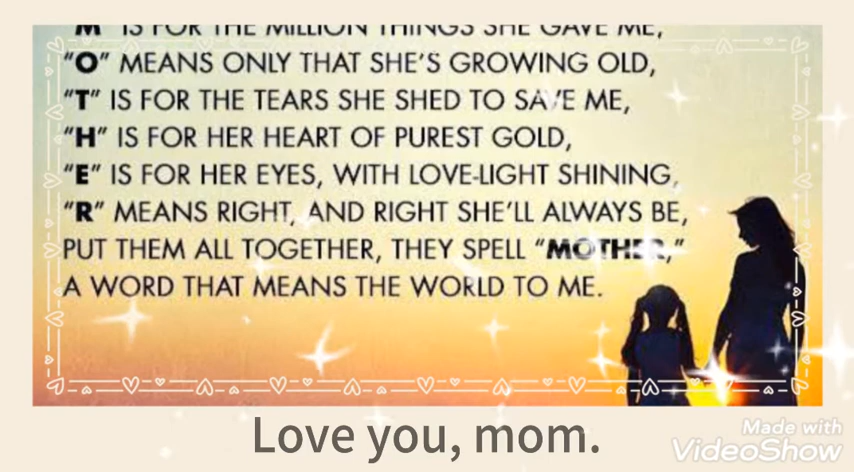 "M" IS FOR THE MILLION THINGS SHE GAVE ME,
"O" MEANS ONLY THAT SHE'S GROWING OLD,
"T" IS FOR THE TEARS SHE SHED TO SAVE ME,
"H" IS FOR HER HEART OF PUREST GOLD,
"E" IS FOR HER EYES, WITH LOVE-LIGHT SHINING,
"R" MEANS RIGHT, AND RIGHT SHE'LL ALWAYS BE,
PUT THEM ALL TOGETHER, THEY SPELL "MOTHER,"
A WORD THAT MEANS THE WORLD TO ME.
Love you, mom.
Made with
VideoShow